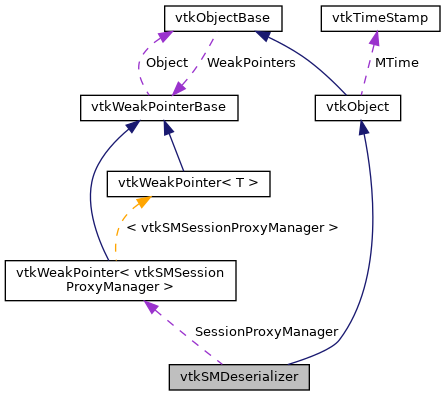 vtkObjectBase
vtkTimeStamp
Object
WeakPointers
MTime
vtkWeakPointerBase
vtkObject
vtkWeakPointer< T >
< vtkSMSessionProxyManager >
vtkWeakPointer< vtkSMSession
ProxyManager >
SessionProxyManager
vtkSMDeserializer